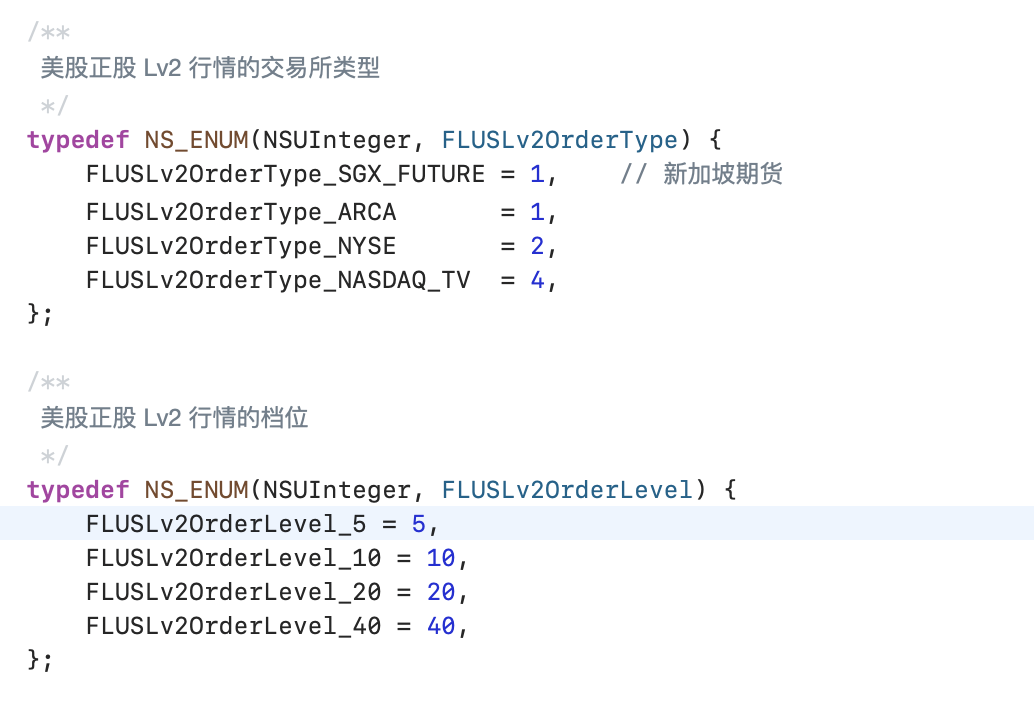 /**
 美股正股 Lv2 行情的交易所类型
 */
typedef NS_ENUM(NSUInteger, FLUSLv2OrderType) {
    FLUSLv2OrderType_SGX_FUTURE = 1,    // 新加坡期货
    FLUSLv2OrderType_ARCA       = 1,
    FLUSLv2OrderType_NYSE       = 2,
    FLUSLv2OrderType_NASDAQ_TV  = 4,
};

/**
 美股正股 Lv2 行情的档位
 */
typedef NS_ENUM(NSUInteger, FLUSLv2OrderLevel) {
    FLUSLv2OrderLevel_5 = 5,
    FLUSLv2OrderLevel_10 = 10,
    FLUSLv2OrderLevel_20 = 20,
    FLUSLv2OrderLevel_40 = 40,
};